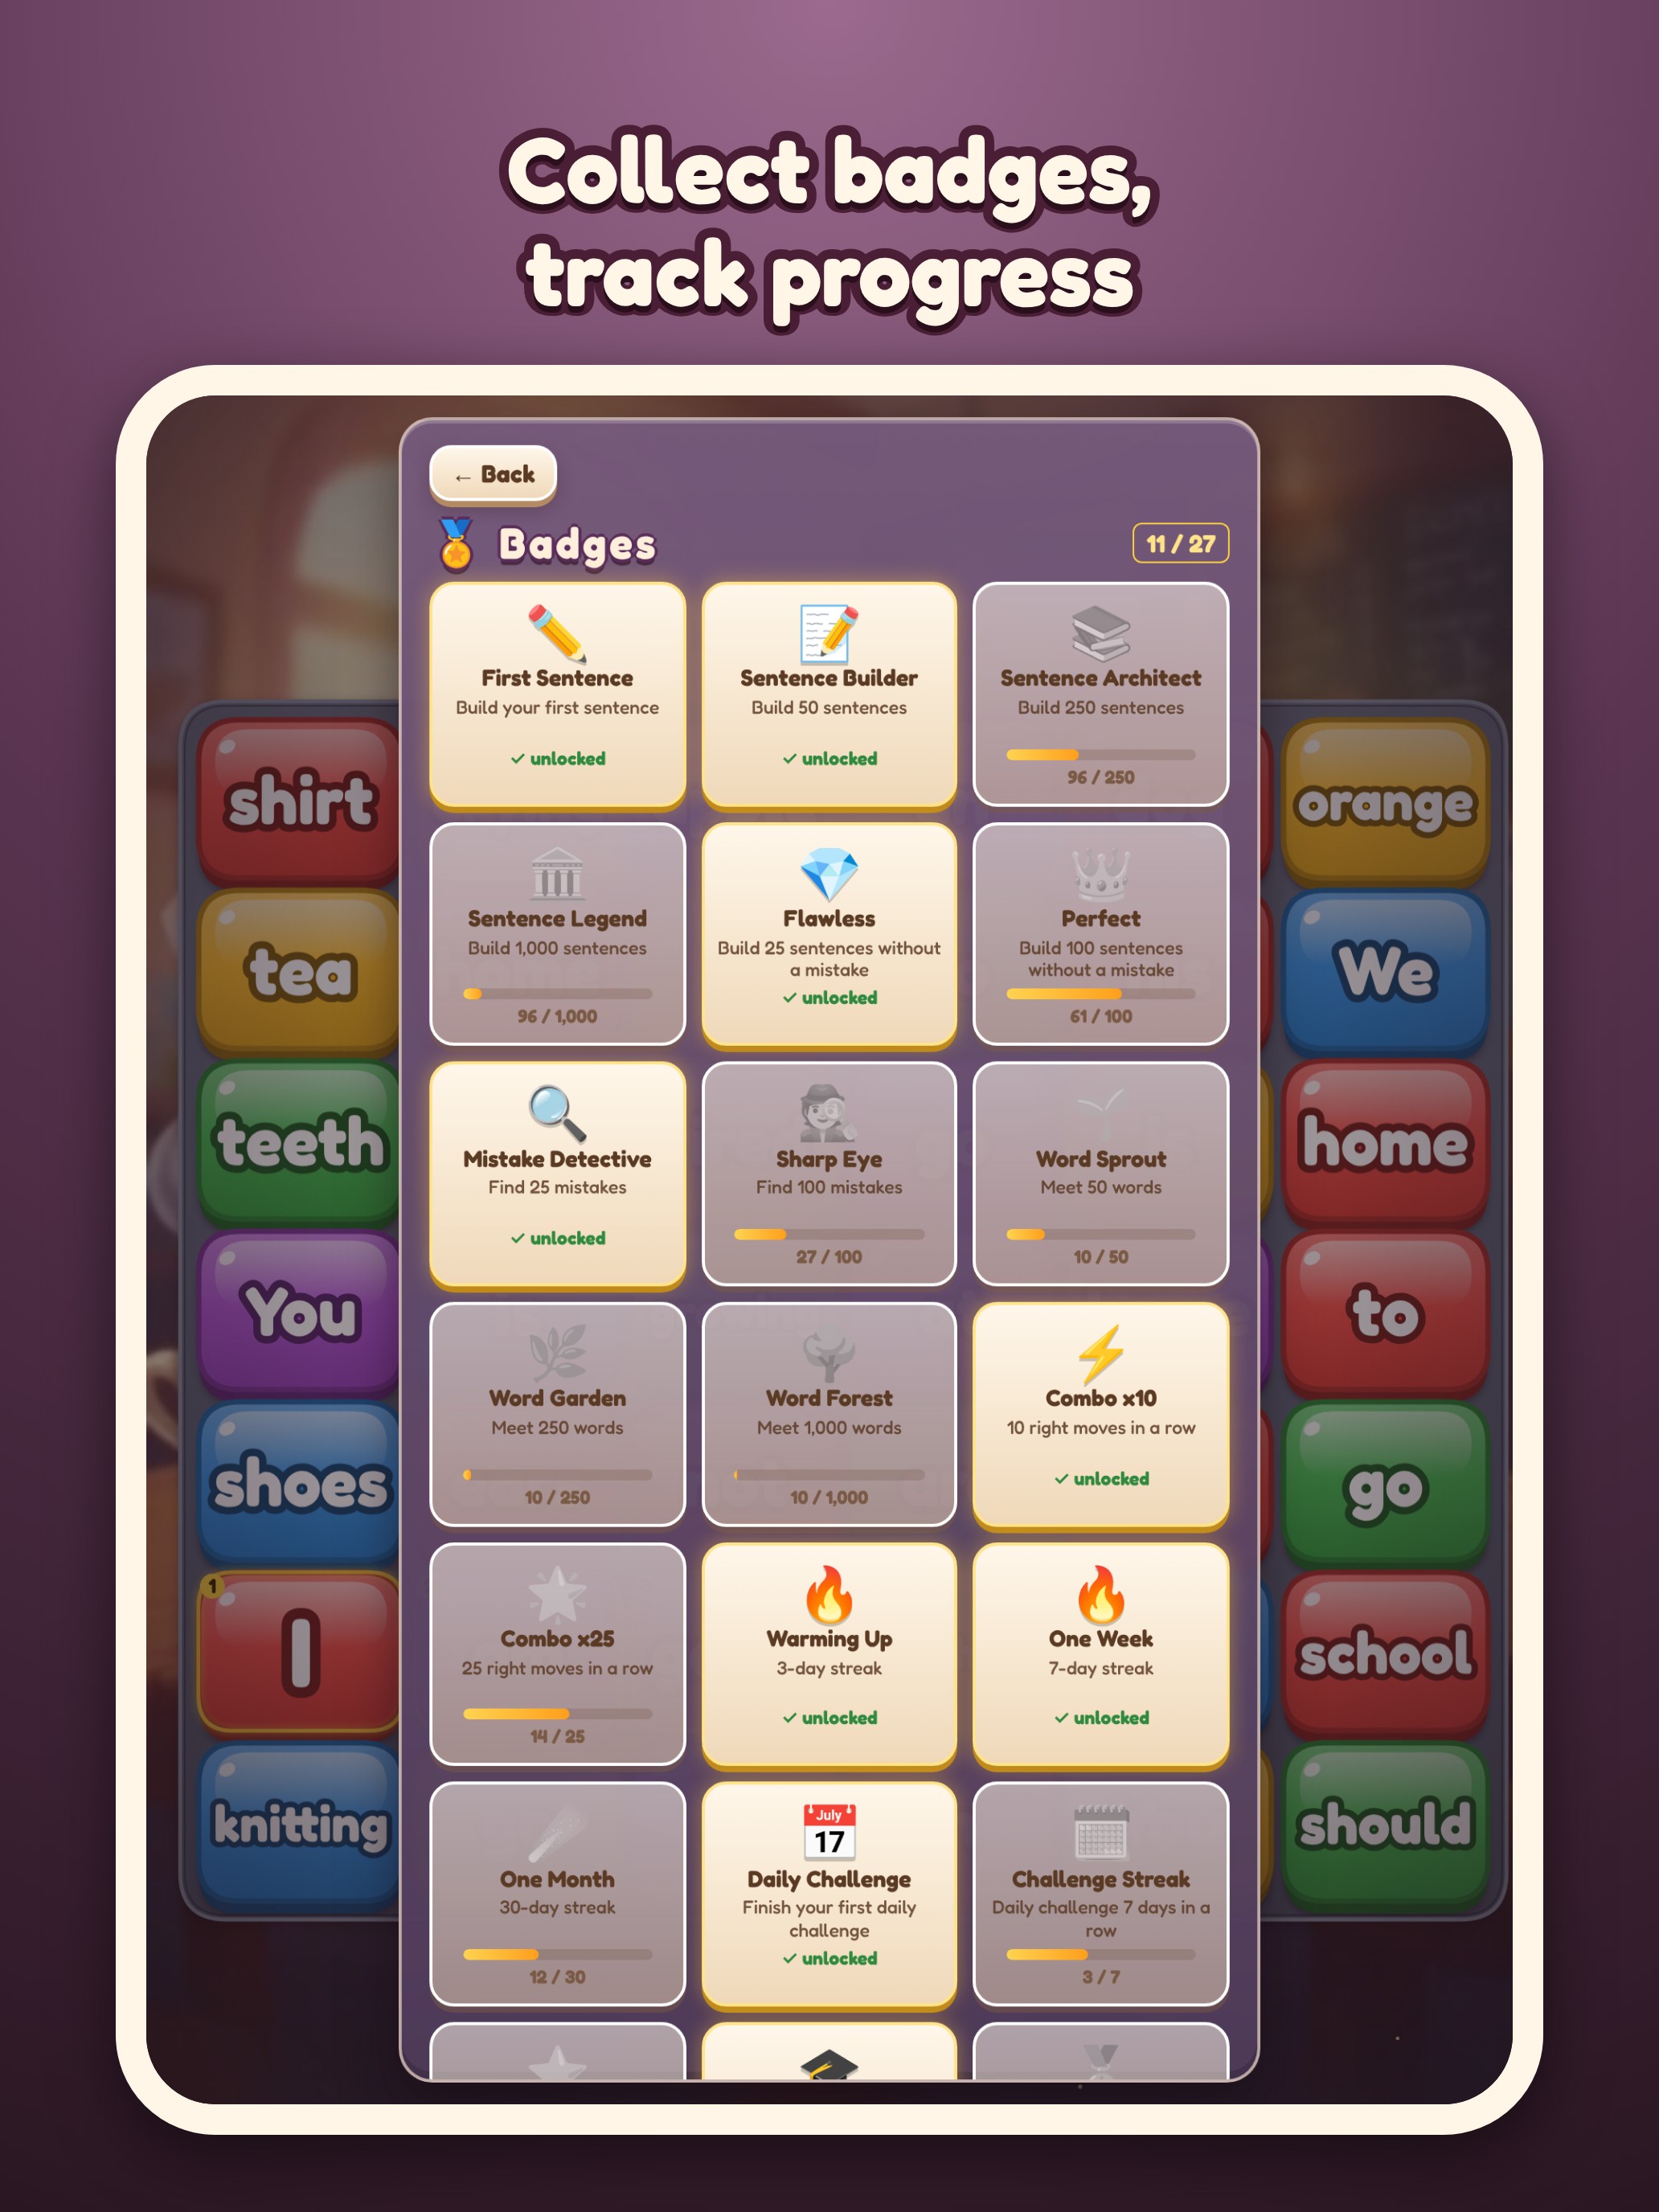 Collect badges,
track progress
← Back
Badges
11 / 27
First Sentence
Build your first sentence
✓ unlocked
Sentence Builder
Build 50 sentences
✓ unlocked
Sentence Architect
Build 250 sentences
96 / 250
Sentence Legend
Build 1,000 sentences
96 / 1,000
Flawless
Build 25 sentences without
a mistake
✓ unlocked
Perfect
Build 100 sentences
without a mistake
61 / 100
Mistake Detective
Find 25 mistakes
✓ unlocked
Sharp Eye
Find 100 mistakes
27 / 100
Word Sprout
Meet 50 words
10 / 50
Word Garden
Meet 250 words
10 / 250
Word Forest
Meet 1,000 words
10 / 1,000
Combo x10
10 right moves in a row
✓ unlocked
Combo x25
25 right moves in a row
14 / 25
Warming Up
3-day streak
✓ unlocked
One Week
7-day streak
✓ unlocked
One Month
30-day streak
12 / 30
July
17
Daily Challenge
Finish your first daily
challenge
✓ unlocked
Challenge Streak
Daily challenge 7 days in a
row
3 / 7
shirt
tea
teeth
You
shoes
1
I
knitting
orange
We
home
to
go
school
should